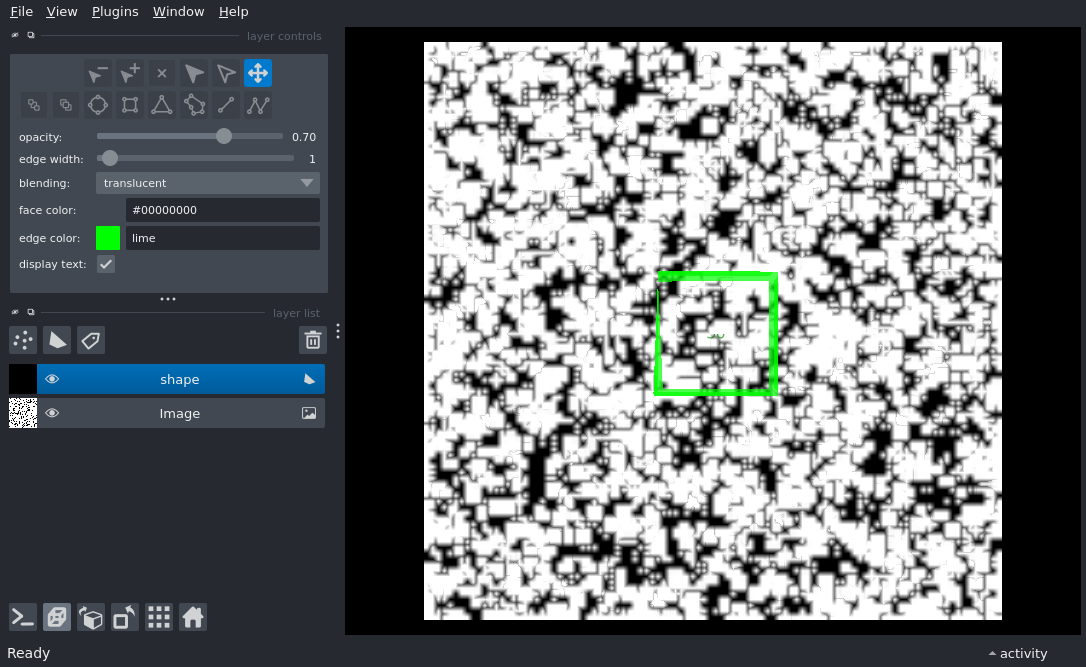 File View Plugins Window Help
layer controls
opacity: 0.70
edge width: 1
blending: translucent
face color: #00000000
edge color: lime
display text:
layer list
shape
Image
Ready
activity